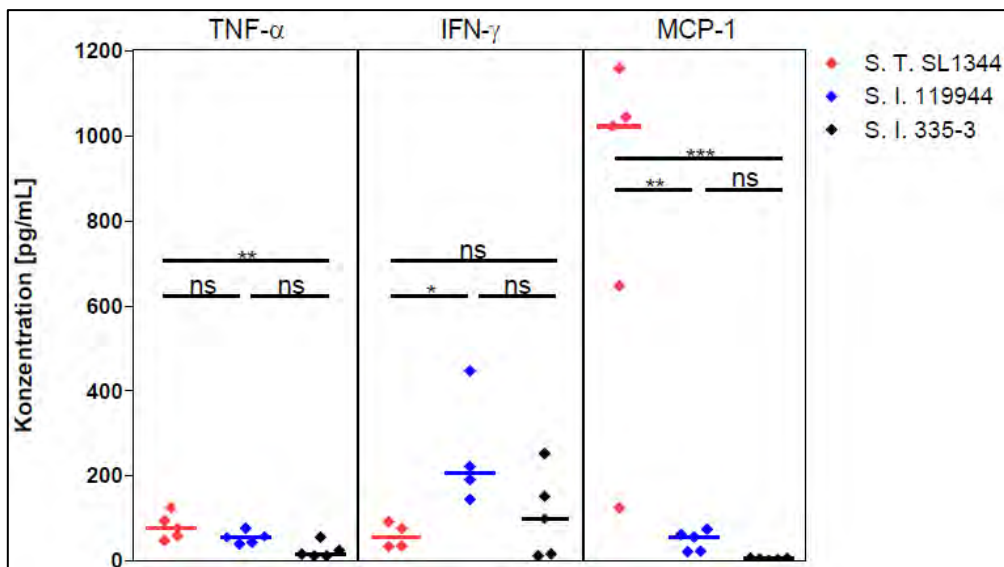 TNF-α IFN-γ MCP-1
1200
1000
800
600
400
200
0
Konzentration [pg/mL]
** 
ns ns
ns
* ns
***
** ns
S. T. SL1344
S. I. 119944
S. I. 335-3